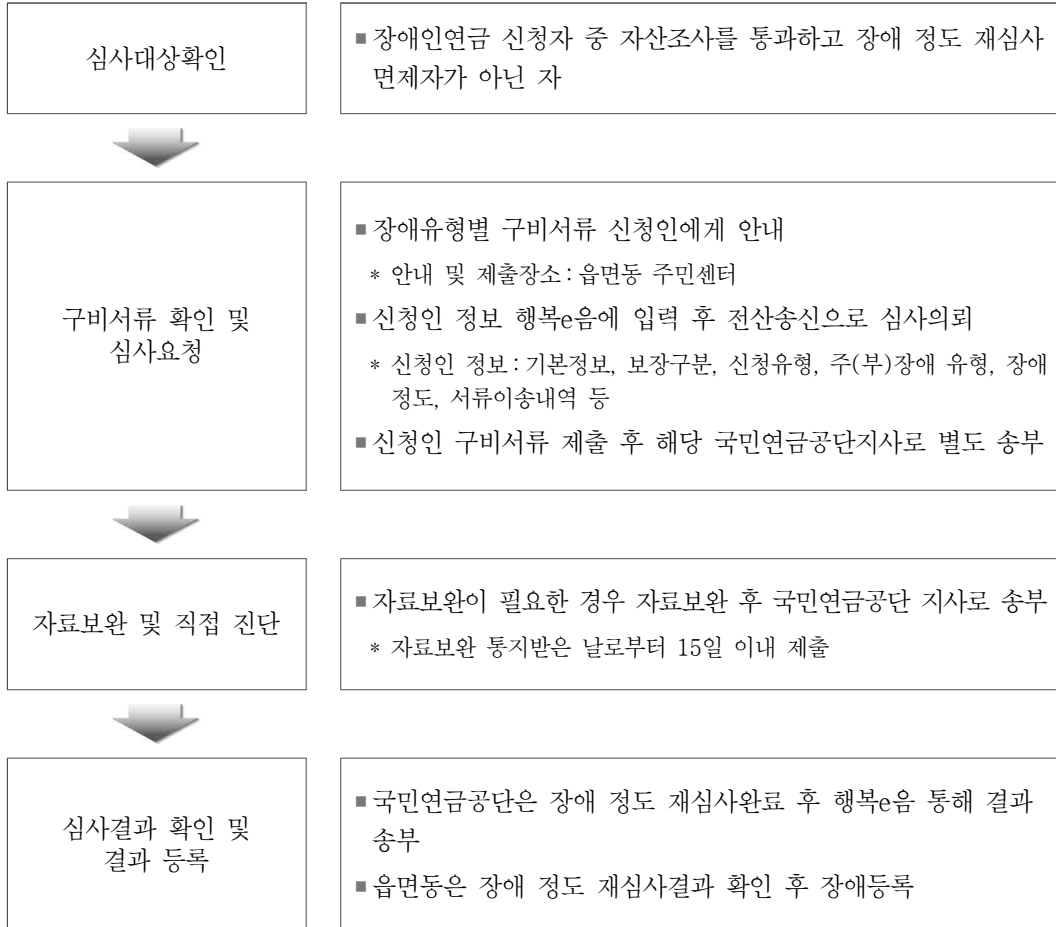 심사대상확인
■ 장애인연금 신청자 중 자산조사를 통과하고 장애 정도 재심사
면제자가 아닌 자
구비서류 확인 및
심사요청
■ 장애유형별 구비서류 신청인에게 안내
* 안내 및 제출장소 : 읍면동 주민센터
■ 신청인 정보 행복e음에 입력 후 전산송신으로 심사의뢰
* 신청인 정보 : 기본정보, 보장구분, 신청유형, 주(부)장애 유형, 장애
정도, 서류이송내역 등
■ 신청인 구비서류 제출 후 해당 국민연금공단지사로 별도 송부
자료보완 및 직접 진단
■ 자료보완이 필요한 경우 자료보완 후 국민연금공단 지사로 송부
* 자료보완 통지받은 날로부터 15일 이내 제출
심사결과 확인 및
결과 등록
■ 국민연금공단은 장애 정도 재심사완료 후 행복e음 통해 결과
송부
■ 읍면동은 장애 정도 재심사결과 확인 후 장애등록